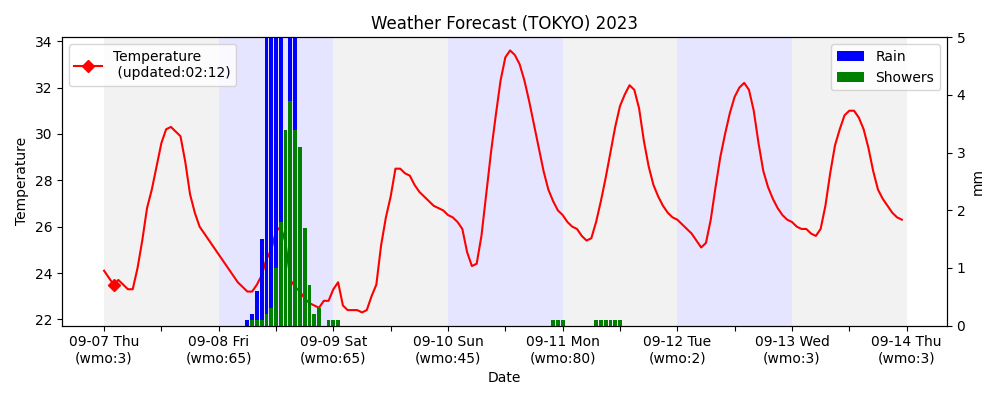 Weather Forecast (TOKYO) 2023
Temperature
(updated:02:12)
Rain
Showers
Temperature
34
32
30
28
26
24
22
5
4
3
2
1
0
mm
09-07 Thu
(wmo:3)
09-08 Fri
(wmo:65)
09-09 Sat
(wmo:65)
09-10 Sun
(wmo:45)
09-11 Mon
(wmo:80)
09-12 Tue
(wmo:2)
09-13 Wed
(wmo:3)
09-14 Thu
(wmo:3)
Date